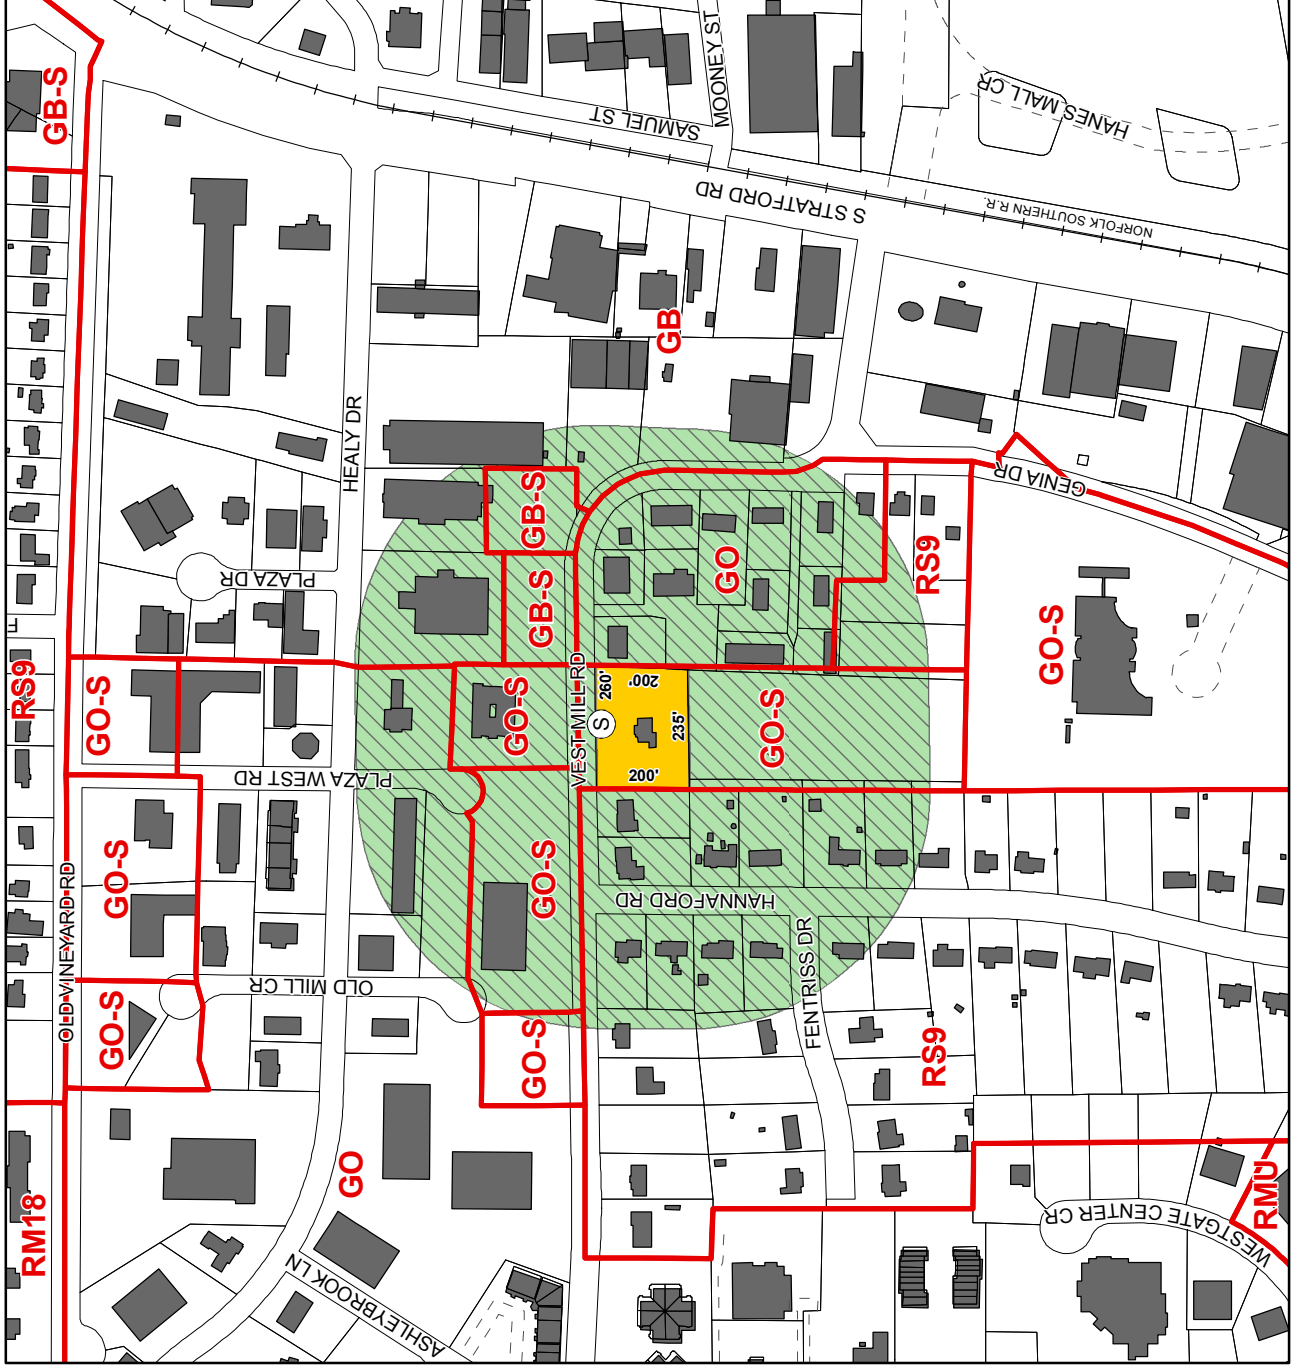 GB-S
MOONEY ST
SAMUEL ST
HANES MALL CR
S STRATFORD RD
NORFOLK SOUTHERN R.R.
GB
HEALY DR
GENIA DR
GB-S
GB-S
GO
RS9
PLAZA DR
GO-S
RS9
GO-S
GO-S
VEST MILL RD
260'
200'
S
235'
200'
GO-S
PLAZA WEST RD
GO-S
GO-S
HANNAFORD RD
OLD VINEYARD RD
FENTRISS DR
OLD MILL CR
GO-S
GO-S
RS9
GO
RM18
RMU
WESTGATE CENTER CR
ASHLEYBROOK LN